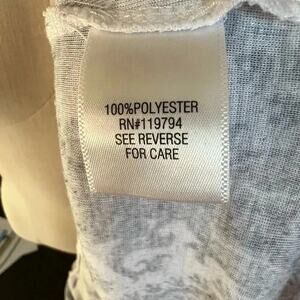 100%POLYESTER
RN#119794
SEE REVERSE
FOR CARE